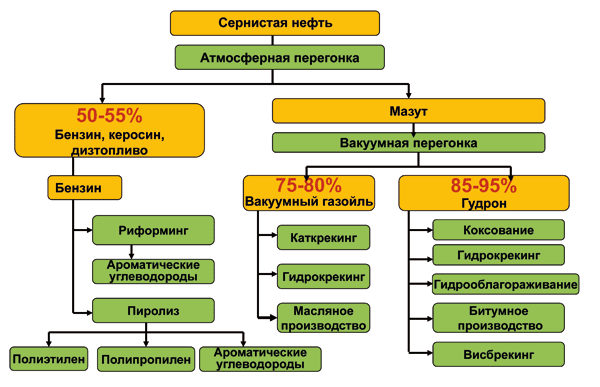 Сернистая нефть
Атмосферная перегонка
50-55%
Бензин, керосин,
дизтопливо
Мазут
Вакуумная перегонка
Бензин
75-80%
Вакуумный газойль
85-95%
Гудрон
Риформинг
Ароматические
углеводороды
Пиролиз
Полиэтилен
Полипропилен
Ароматические
углеводороды
Каткрекинг
Гидрокрекинг
Масляное
производство
Коксование
Гидрокрекинг
Гидрооблагораживание
Битумное
производство
Висбрекинг